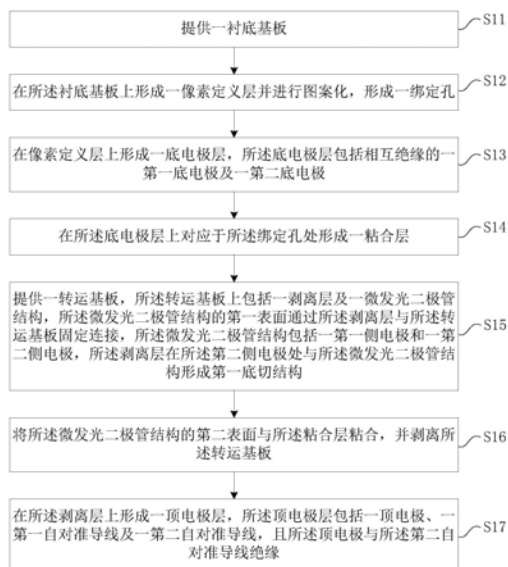 提供一衬底基板
S11
在所述衬底基板上形成一像素定义层并进行图案化，形成一绑定孔
S12
在像素定义层上形成一底电极层，所述底电极层包括相互绝缘的一
第一底电极及一第二底电极
S13
在所述底电极层上对应于所述绑定孔处形成一粘合层
S14
提供一转运基板，所述转运基板上包括一剥离层及一微发光二极管
结构，所述微发光二极管结构的第一表面通过所述剥离层与所述转
运基板固定连接，所述微发光二极管结构包括一第一侧电极和一第
二侧电极，所述剥离层在所述第二侧电极处与所述微发光二极管结
构形成第一底切结构
S15
将所述微发光二极管结构的第二表面与所述粘合层粘合，并剥离所
述转运基板
S16
在所述剥离层上形成一顶电极层，所述顶电极层包括一顶电极、一
第一自对准导线及一第二自对准导线，且所述顶电极与所述第二自
对准导线绝缘
S17